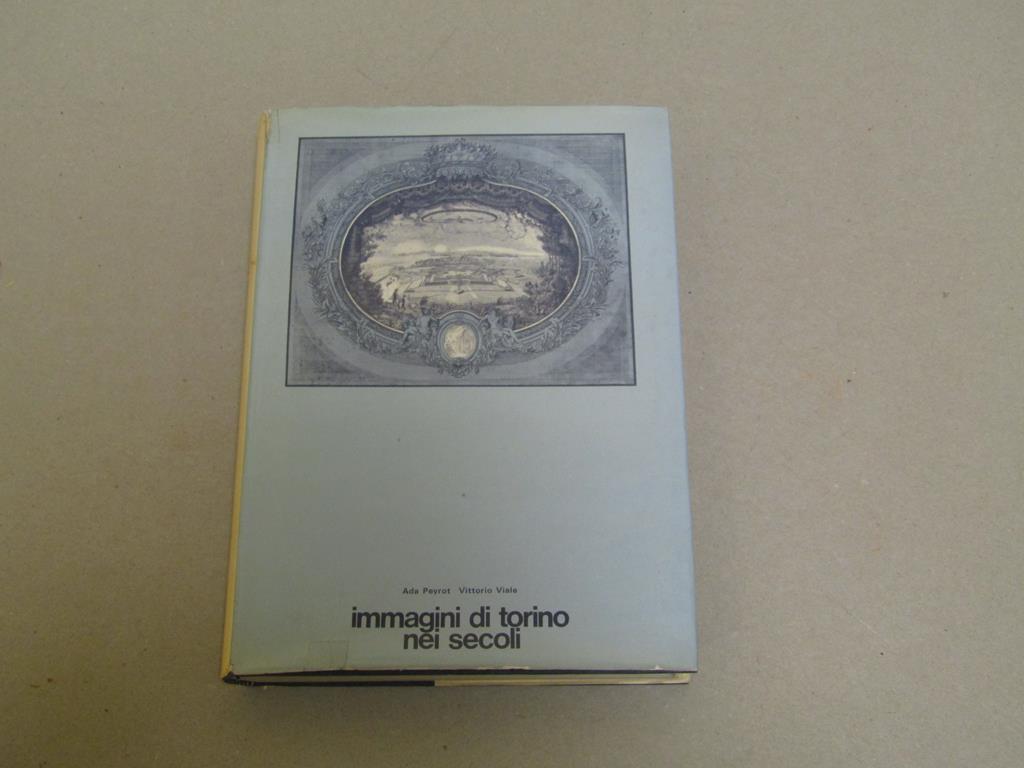 Ada Peyrot Vittorio Viale
immagini di torino
nei secoli